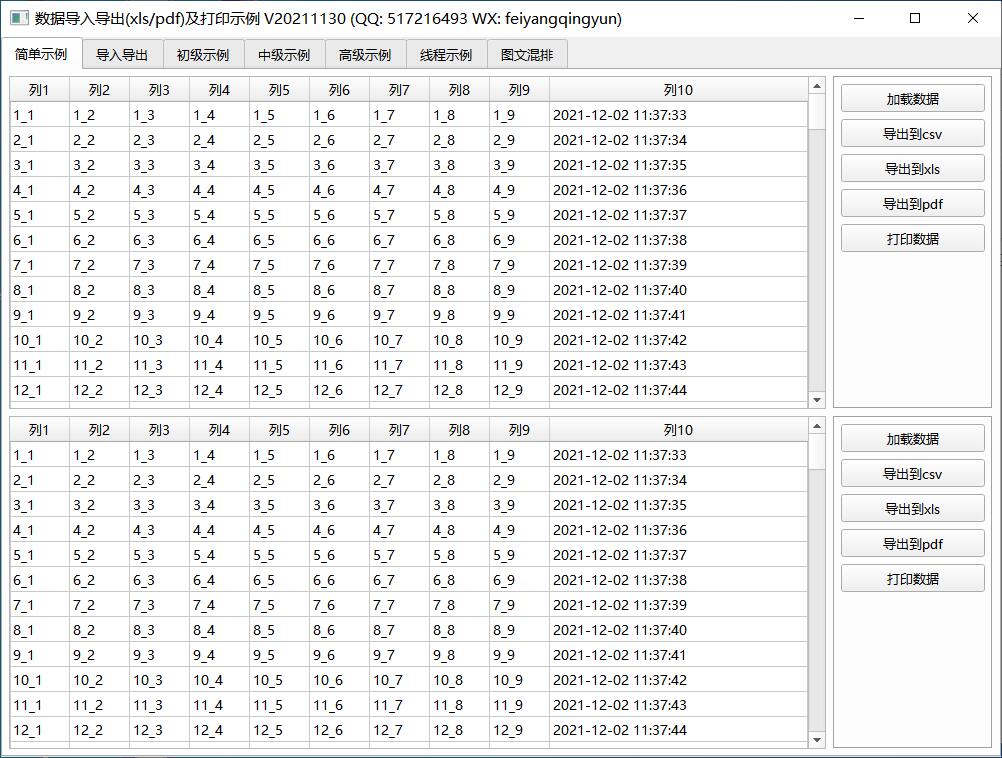 数据导入导出(xls/pdf)及打印示例 V20211130 (QQ: 517216493 WX: feiyangqingyun)
简单示例 导入导出 初级示例 中级示例 高级示例 线程示例 图文混排
列1 列2 列3 列4 列5 列6 列7 列8 列9 列10
1_1 1_2 1_3 1_4 1_5 1_6 1_7 1_8 1_9 2021-12-02 11:37:33
2_1 2_2 2_3 2_4 2_5 2_6 2_7 2_8 2_9 2021-12-02 11:37:34
3_1 3_2 3_3 3_4 3_5 3_6 3_7 3_8 3_9 2021-12-02 11:37:35
4_1 4_2 4_3 4_4 4_5 4_6 4_7 4_8 4_9 2021-12-02 11:37:36
5_1 5_2 5_3 5_4 5_5 5_6 5_7 5_8 5_9 2021-12-02 11:37:37
6_1 6_2 6_3 6_4 6_5 6_6 6_7 6_8 6_9 2021-12-02 11:37:38
7_1 7_2 7_3 7_4 7_5 7_6 7_7 7_8 7_9 2021-12-02 11:37:39
8_1 8_2 8_3 8_4 8_5 8_6 8_7 8_8 8_9 2021-12-02 11:37:40
9_1 9_2 9_3 9_4 9_5 9_6 9_7 9_8 9_9 2021-12-02 11:37:41
10_1 10_2 10_3 10_4 10_5 10_6 10_7 10_8 10_9 2021-12-02 11:37:42
11_1 11_2 11_3 11_4 11_5 11_6 11_7 11_8 11_9 2021-12-02 11:37:43
12_1 12_2 12_3 12_4 12_5 12_6 12_7 12_8 12_9 2021-12-02 11:37:44
加载数据
导出到csv
导出到xls
导出到pdf
打印数据
列1 列2 列3 列4 列5 列6 列7 列8 列9 列10
1_1 1_2 1_3 1_4 1_5 1_6 1_7 1_8 1_9 2021-12-02 11:37:33
2_1 2_2 2_3 2_4 2_5 2_6 2_7 2_8 2_9 2021-12-02 11:37:34
3_1 3_2 3_3 3_4 3_5 3_6 3_7 3_8 3_9 2021-12-02 11:37:35
4_1 4_2 4_3 4_4 4_5 4_6 4_7 4_8 4_9 2021-12-02 11:37:36
5_1 5_2 5_3 5_4 5_5 5_6 5_7 5_8 5_9 2021-12-02 11:37:37
6_1 6_2 6_3 6_4 6_5 6_6 6_7 6_8 6_9 2021-12-02 11:37:38
7_1 7_2 7_3 7_4 7_5 7_6 7_7 7_8 7_9 2021-12-02 11:37:39
8_1 8_2 8_3 8_4 8_5 8_6 8_7 8_8 8_9 2021-12-02 11:37:40
9_1 9_2 9_3 9_4 9_5 9_6 9_7 9_8 9_9 2021-12-02 11:37:41
10_1 10_2 10_3 10_4 10_5 10_6 10_7 10_8 10_9 2021-12-02 11:37:42
11_1 11_2 11_3 11_4 11_5 11_6 11_7 11_8 11_9 2021-12-02 11:37:43
12_1 12_2 12_3 12_4 12_5 12_6 12_7 12_8 12_9 2021-12-02 11:37:44
加载数据
导出到csv
导出到xls
导出到pdf
打印数据